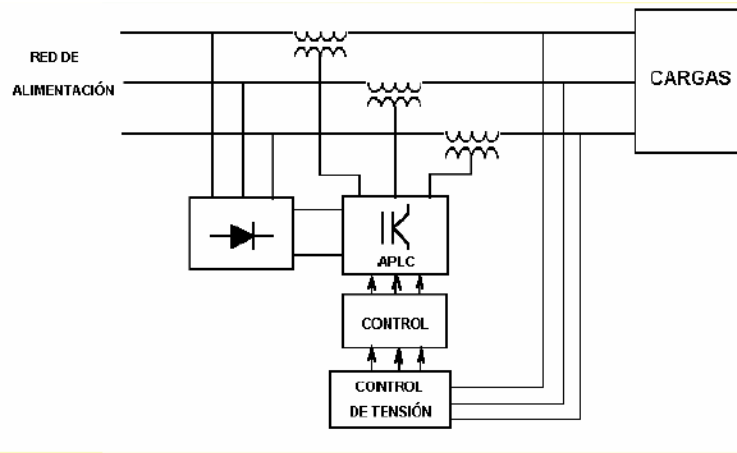 RED DE
ALIMENTACIÓN
CARGAS
APLC
CONTROL
CONTROL
DE TENSIÓN